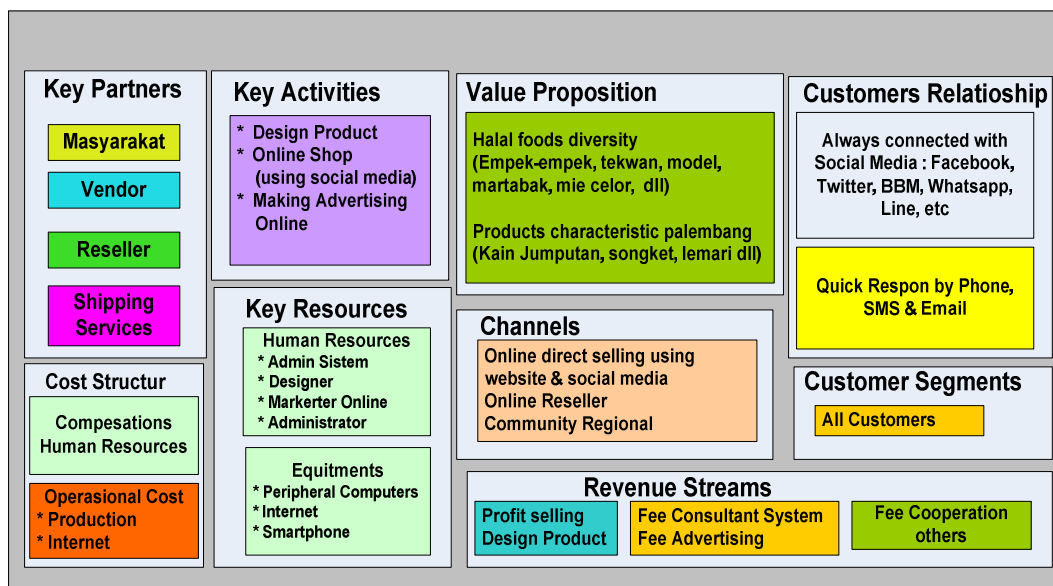 Key Partners
Masyarakat
Vendor
Reseller
Shipping
Services
Key Activities
* Design Product
* Online Shop
(using social media)
* Making Advertising
Online
Value Proposition
Halal foods diversity
(Empek-empek, tekwan, model,
martabak, mie celor, dll)
Products characteristic palembang
(Kain Jumputan, songket, lemari dll)
Customers Relatioship
Always connected with
Social Media : Facebook,
Twitter, BBM, Whatsapp,
Line, etc
Quick Respon by Phone,
SMS & Email
Key Resources
Human Resources
* Admin Sistem
* Designer
* Markerter Online
* Administrator
Equitments
* Peripheral Computers
* Internet
* Smartphone
Channels
Online direct selling using
website & social media
Online Reseller
Community Regional
Customer Segments
All Customers
Cost Structur
Compesations
Human Resources
Operasional Cost
* Production
* Internet
Revenue Streams
Profit selling
Design Product
Fee Consultant System
Fee Advertising
Fee Cooperation
others